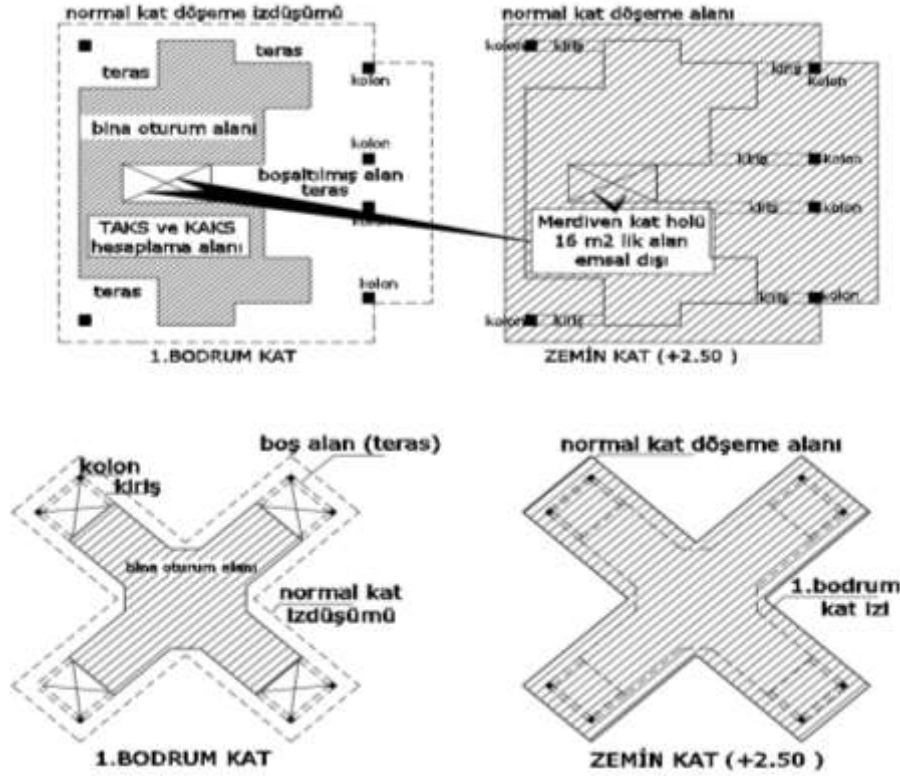 normal kat döşeme izdüşümü
teras
teras
kolon
bina oturum alanı
kolon
boşaltılmış alan
teras
TAKS ve KAKS
hesaplama alanı
kolon
teras
kolon
1.BODRUM KAT
normal kat döşeme alanı
kolon
kiriş
kiriş
kolon
kiriş
kolon
Merdiven kat holü
16 m2 lik alan
emsal dışı
kiriş
kolon
kiriş
kolon
kolon
kiriş
ZEMİN KAT (+2.50 )
boş alan (teras)
kolon
kiriş
bina oturum alanı
normal kat
izdüşümü
1.BODRUM KAT
normal kat döşeme alanı
1.bodrum
kat izi
ZEMİN KAT (+2.50 )